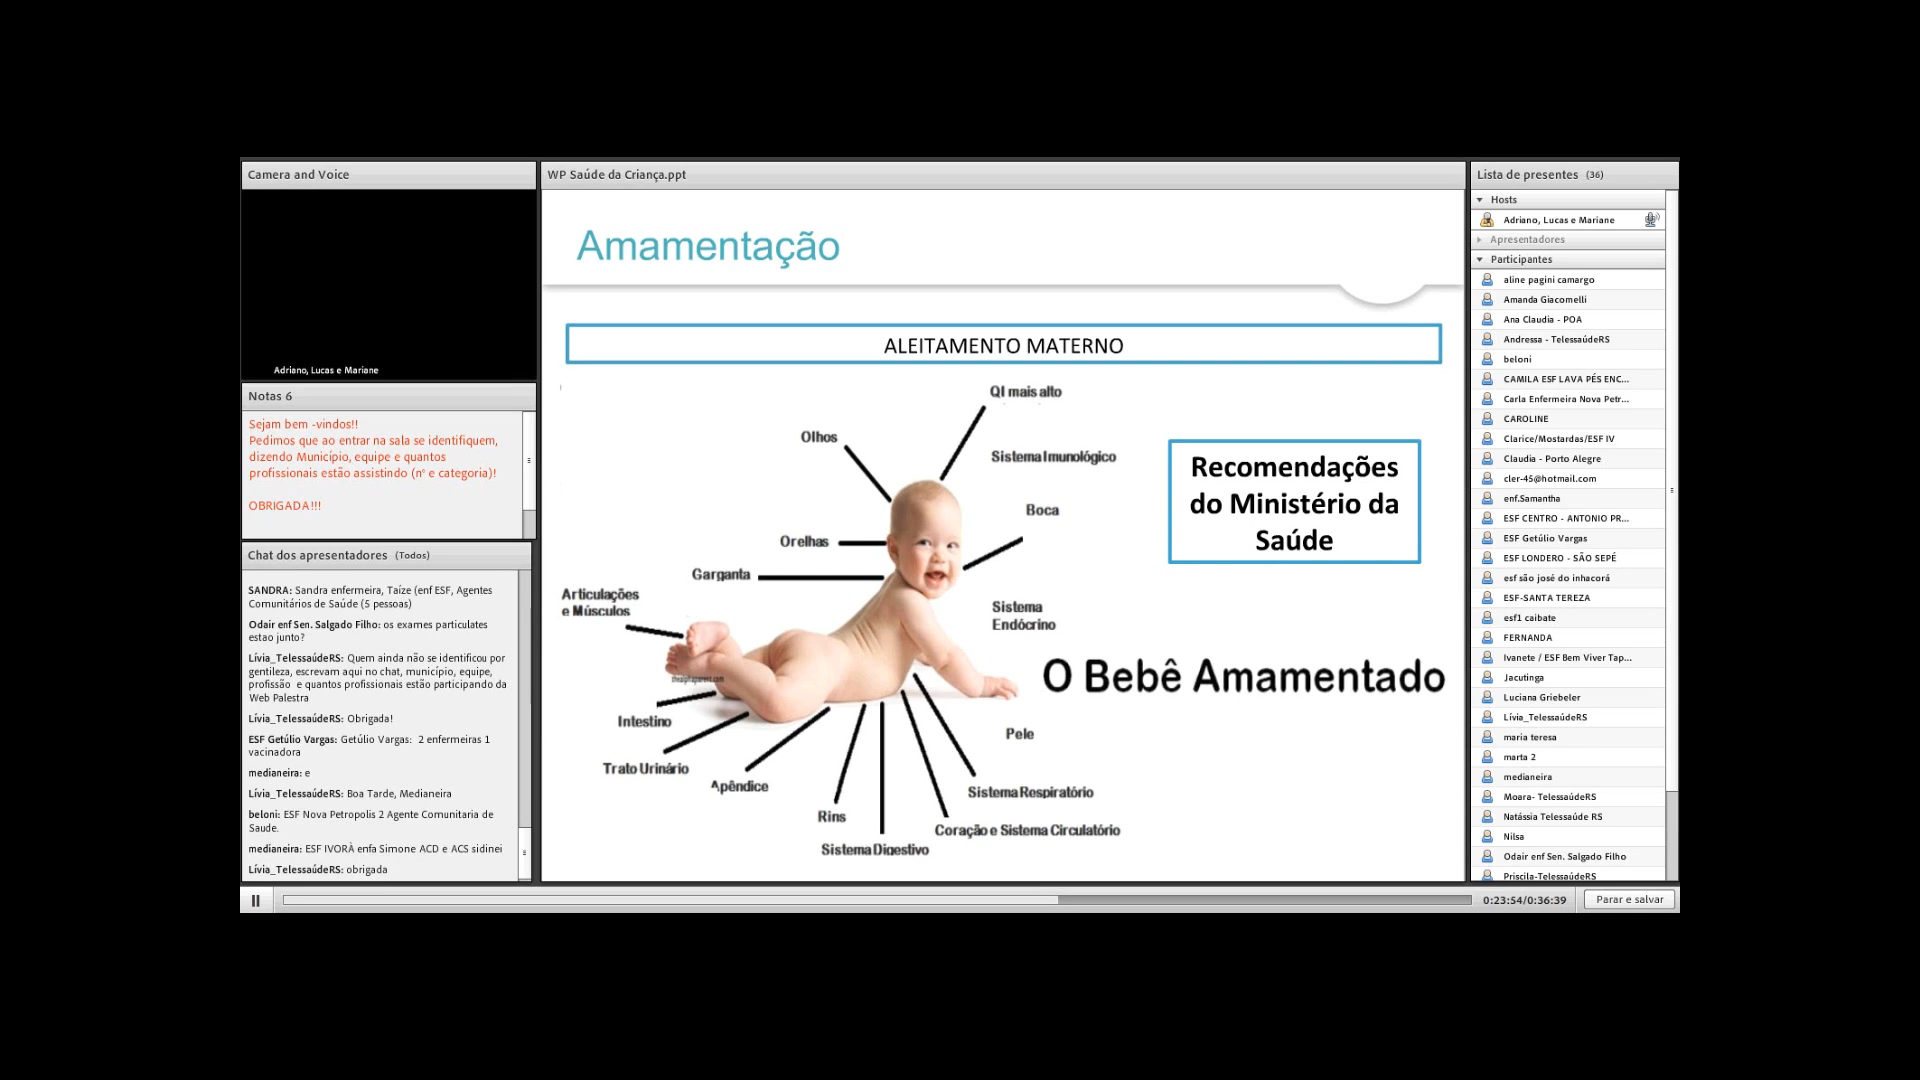 Camera and Voice
Adriano, Lucas e Mariane
Notas 6
Sejam bem -vindos!!
Pedimos que ao entrar na sala se identifiquem,
dizendo Município, equipe e quantos
profissionais estão assistindo (nº e categoria)!
OBRIGADA!!!
Chat dos apresentadores (Todos)
SANDRA: Sandra enfermeira, Taíze (enf ESF, Agentes
Comunitários de Saúde (5 pessoas)
Odair enf Sen. Salgado Filho: os exames particulates
estao junto?
Lívia_TelessaúdeRS: Quem ainda não se identificou por
gentileza, escrevam aqui no chat, município, equipe,
profissão e quantos profissionais estão participando da
Web Palestra
Lívia_TelessaúdeRS: Obrigada!
ESF Getúlio Vargas: Getúlio Vargas: 2 enfermeiras 1
vacinadora
medianeira: e
Lívia_TelessaúdeRS: Boa Tarde, Medianeira
beloni: ESF Nova Petropolis 2 Agente Comunitaria de
Saude.
medianeira: ESF IVORÀ enfa Simone ACD e ACS sidinei
Lívia_TelessaúdeRS: obrigada
WP Saúde da Criança.ppt
Amamentação
ALEITAMENTO MATERNO
QI mais alto
Olhos
Sistema Imunológico
Boca
Orelhas
Garganta
Articulações
e Músculos
Sistema
Endócrino
thealphaparent.com
Intestino
Trato Urinário
Apêndice
Rins
Sistema Digestivo
Coração e Sistema Circulatório
Sistema Respiratório
Pele
Recomendações
do Ministério da
Saúde
O Bebê Amamentado
Lista de presentes (36)
Hosts
Adriano, Lucas e Mariane
Apresentadores
Participantes
aline pagini camargo
Amanda Giacomelli
Ana Claudia - POA
Andressa - TelessaúdeRS
beloni
CAMILA ESF LAVA PÉS ENC...
Carla Enfermeira Nova Petr...
CAROLINE
Clarice/Mostardas/ESF IV
Claudia - Porto Alegre
cler-45@hotmail.com
enf.Samantha
ESF CENTRO - ANTONIO PR...
ESF Getúlio Vargas
ESF LONDERO - SÃO SEPÉ
esf são josé do inhacorá
ESF-SANTA TEREZA
esf1 caibate
FERNANDA
Ivanete / ESF Bem Viver Tap...
Jacutinga
Luciana Griebeler
Lívia_TelessaúdeRS
maria teresa
marta 2
medianeira
Moara- TelessaúdeRS
Natássia Telessaúde RS
Nilsa
Odair enf Sen. Salgado Filho
Priscila-TelessaúdeRS
0:23:54/0:36:39
Parar e salvar